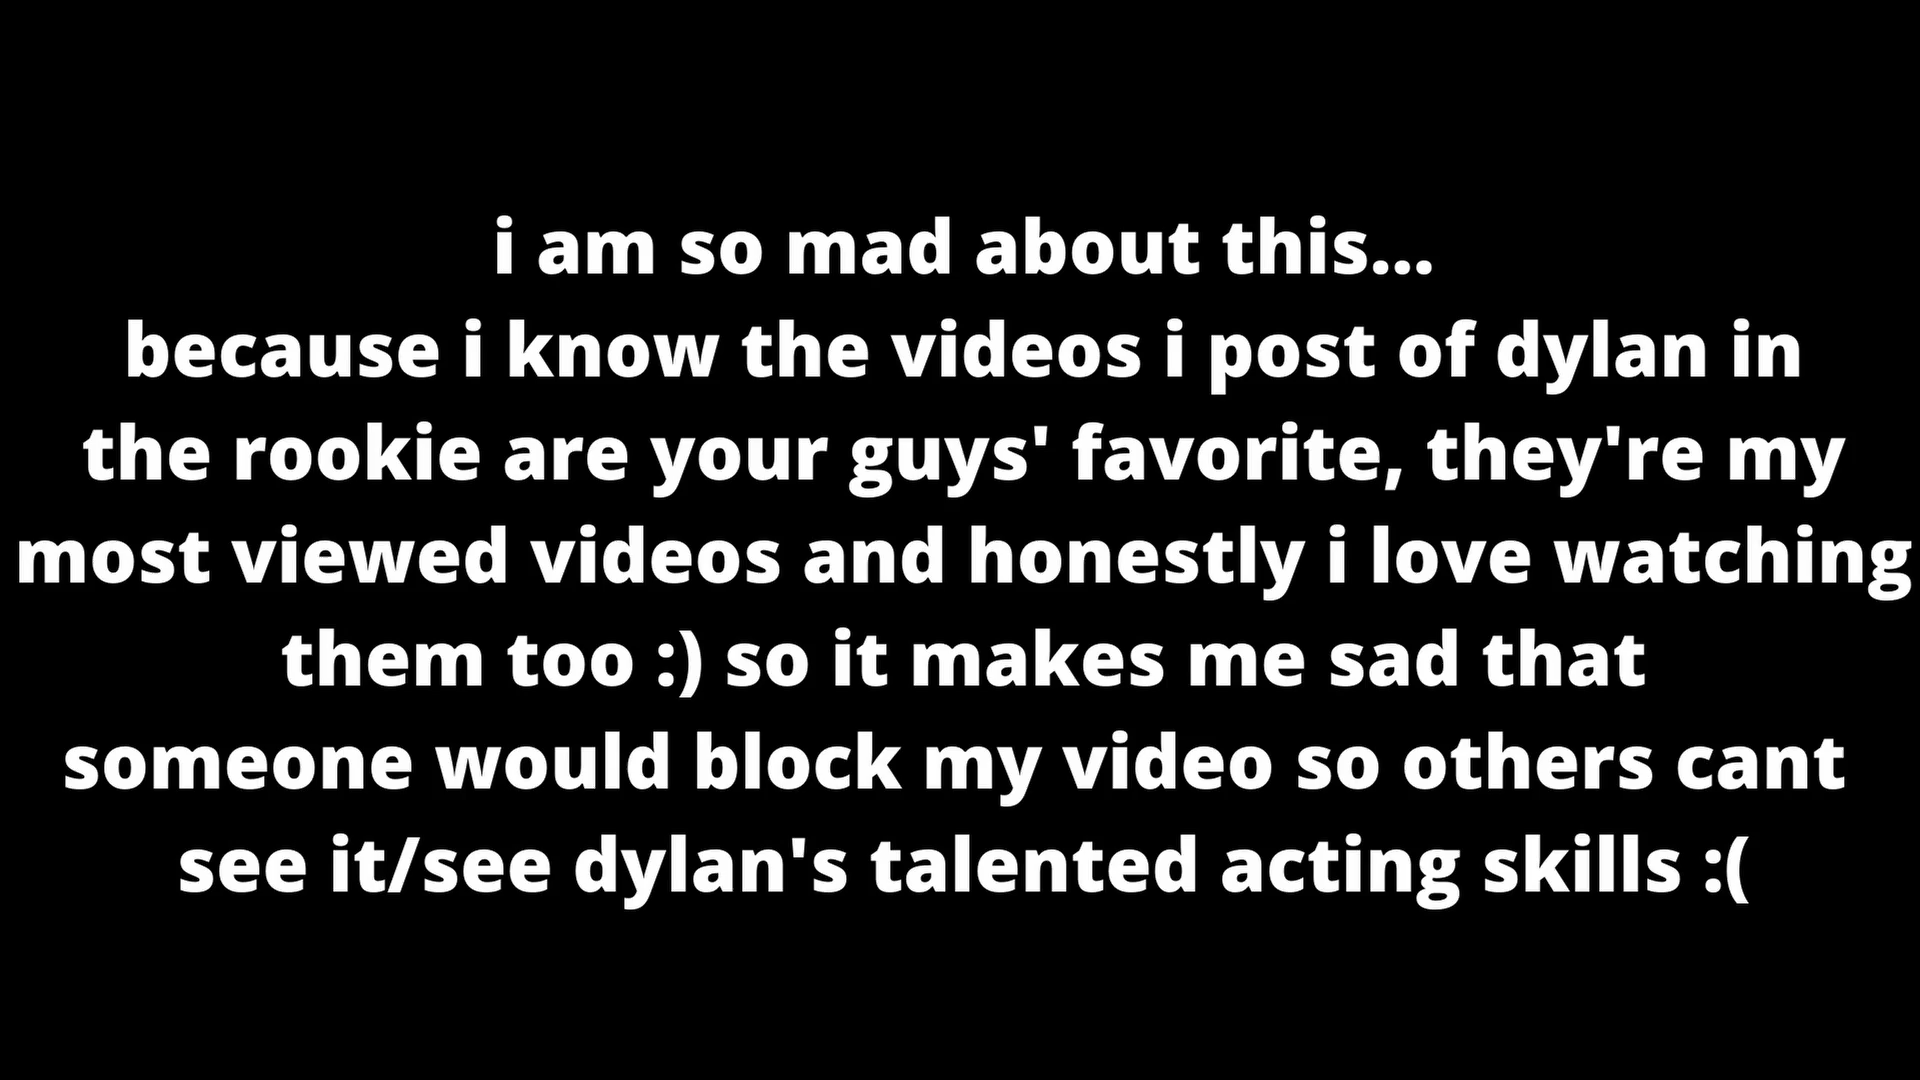 i am so mad about this...
because i know the videos i post of dylan in
the rookie are your guys' favorite, they're my
most viewed videos and honestly i love watching
them too :) so it makes me sad that
someone would block my video so others cant
see it/see dylan's talented acting skills :(